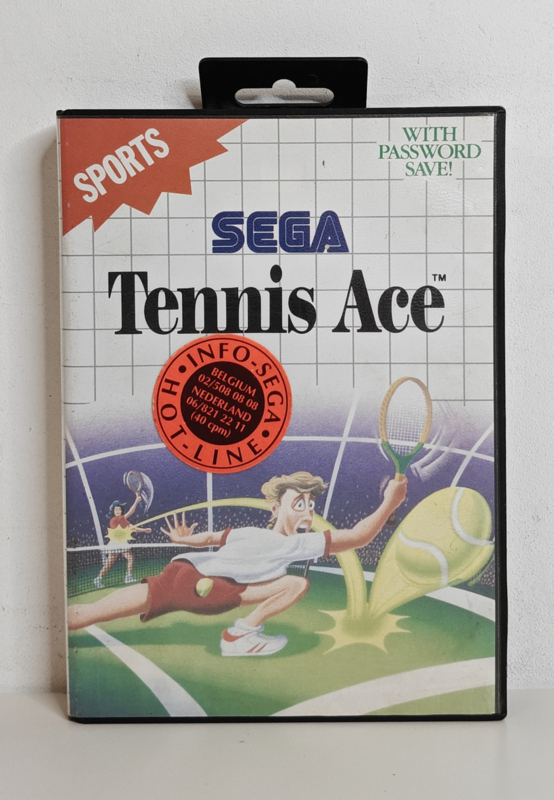 SPORTS
WITH
PASSWORD
SAVE!
SEGA
Tennis Ace™
• INFO-SEGA •
HOT-LINE
BELGIUM
02/508 08 08
NEDERLAND
06/821 22 11
(40 cpm)